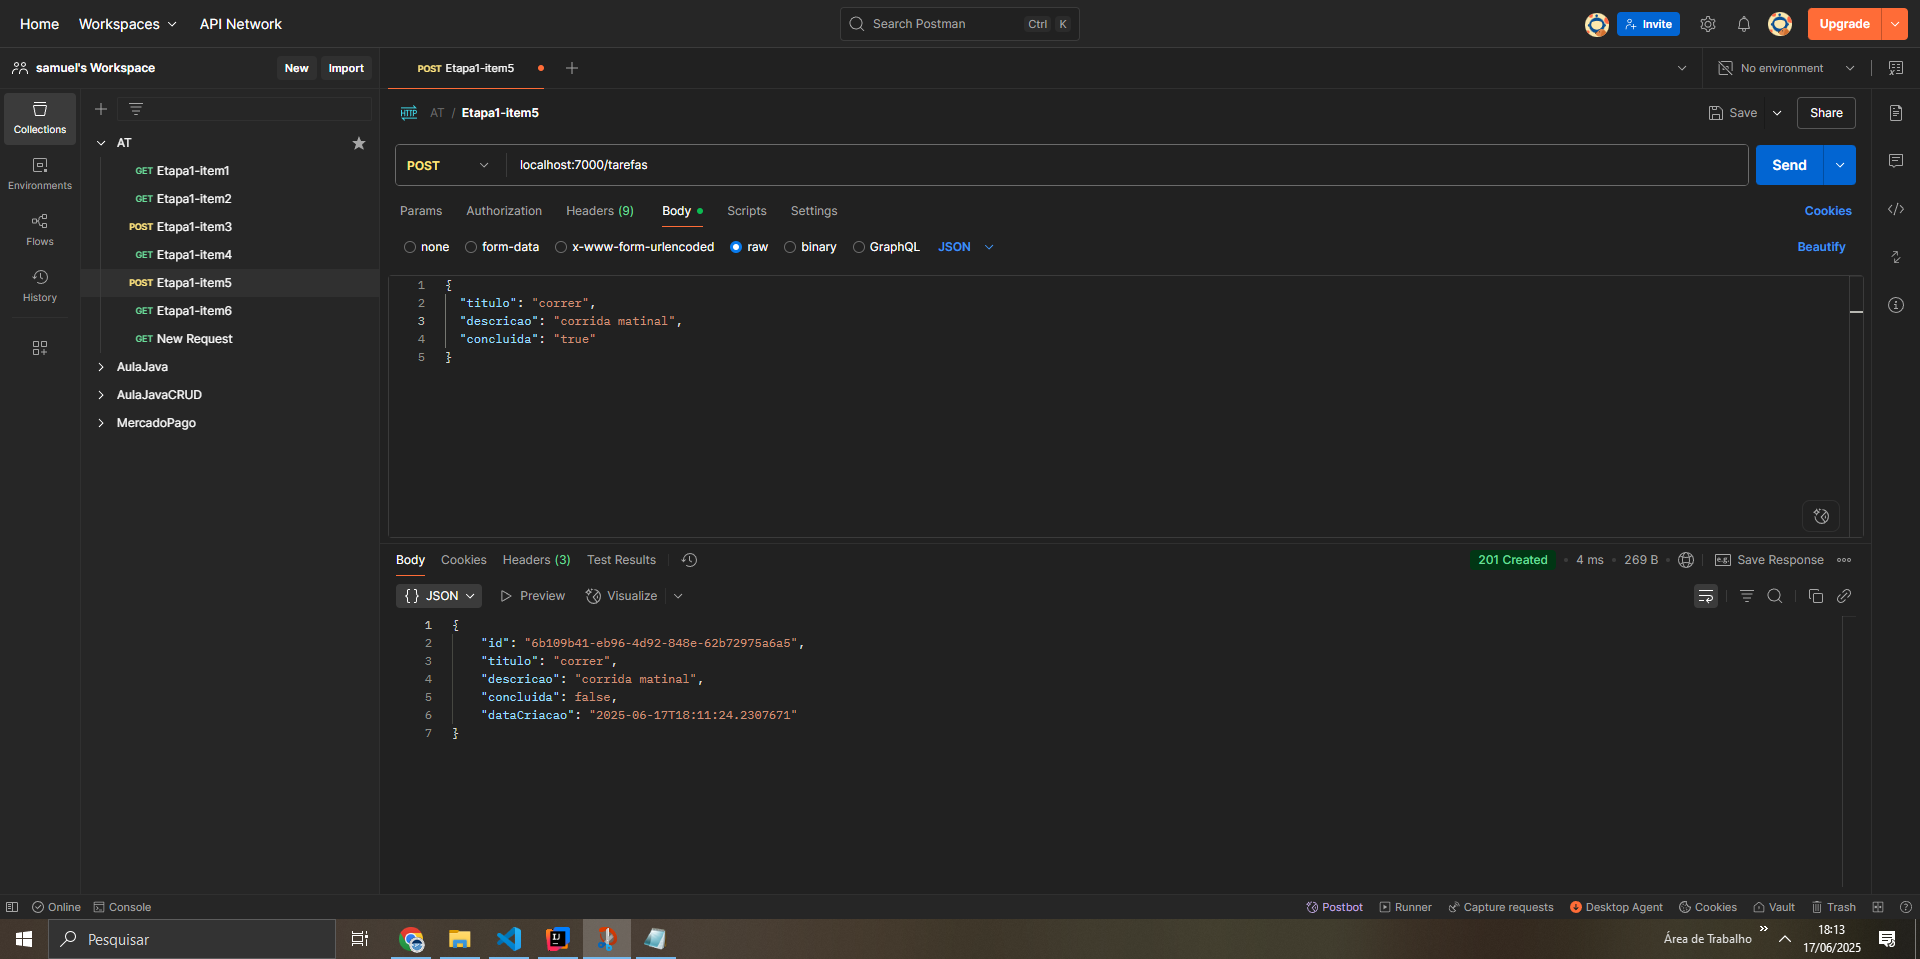 Home Workspaces API Network Search Postman Ctrl K Invite Upgrade
samuel's Workspace New Import POST Etapa1-item5 No environment
Collections
Environments
Flows
History
AT
GET Etapa1-item1
GET Etapa1-item2
POST Etapa1-item3
GET Etapa1-item4
POST Etapa1-item5
GET Etapa1-item6
GET New Request
AulaJava
AulaJavaCRUD
MercadoPago
HTTP AT / Etapa1-item5 Save Share
POST localhost:7000/tarefas Send
Params Authorization Headers (9) Body Scripts Settings Cookies
none form-data x-www-form-urlencoded raw binary GraphQL JSON Beautify
1 {
2 "titulo": "correr",
3 "descricao": "corrida matinal",
4 "concluida": "true"
5 }
Body Cookies Headers (3) Test Results 201 Created 4 ms 269 B e.g. Save Response
{} JSON Preview Visualize
1 {
2 "id": "6b109b41-eb96-4d92-848e-62b72975a6a5",
3 "titulo": "correr",
4 "descricao": "corrida matinal",
5 "concluida": false,
6 "dataCriacao": "2025-06-17T18:11:24.2307671"
7 }
Online Console Postbot Runner Capture requests Desktop Agent Cookies Vault Trash
Pesquisar Área de Trabalho 18:13
17/06/2025